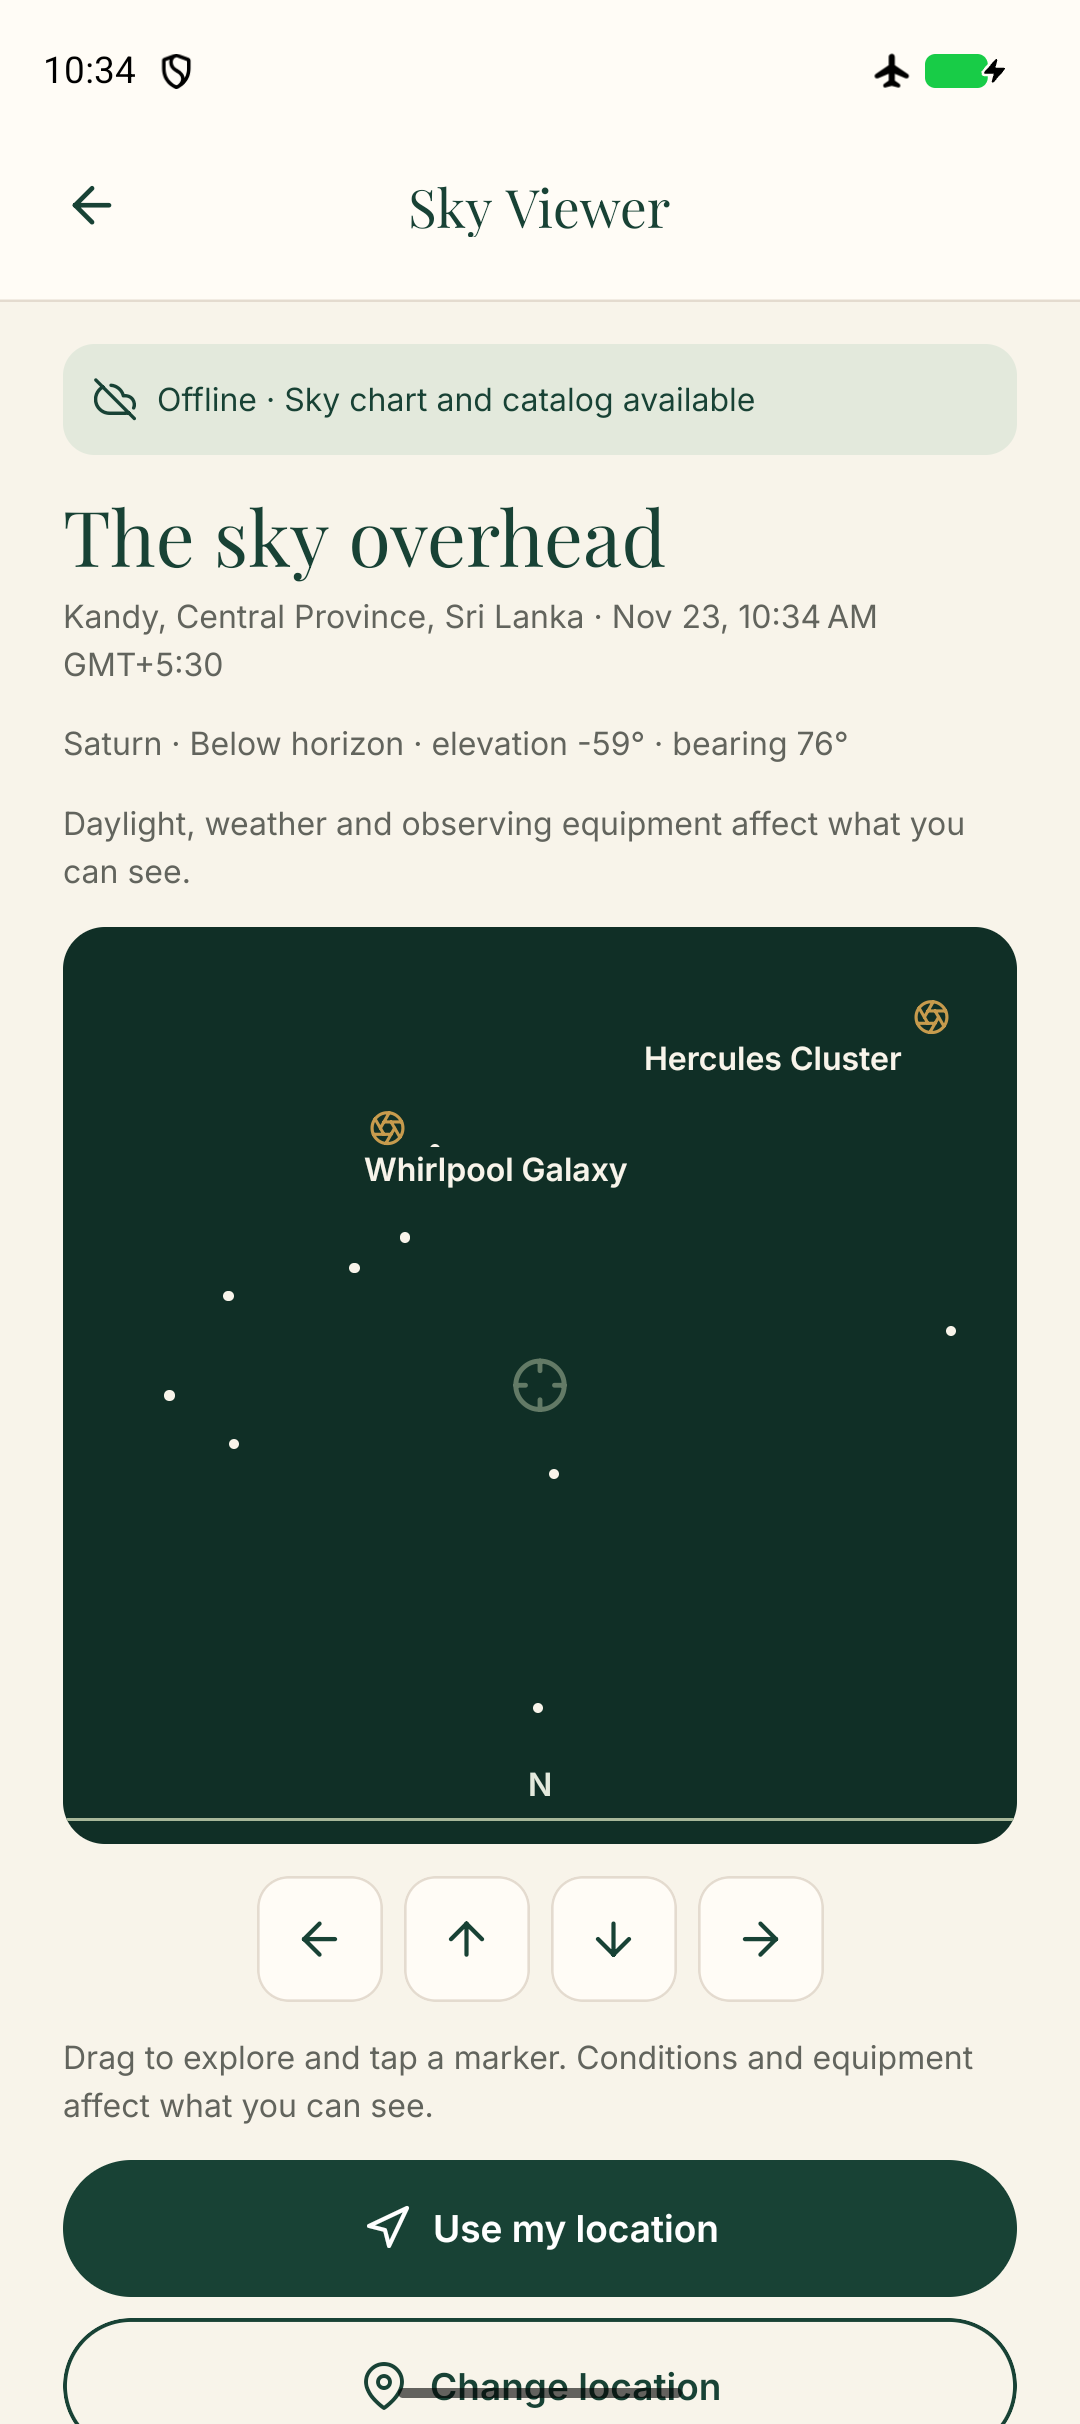 10:34
Sky Viewer
Offline · Sky chart and catalog available
The sky overhead
Kandy, Central Province, Sri Lanka · Nov 23, 10:34 AM
GMT+5:30
Saturn · Below horizon · elevation -59° · bearing 76°
Daylight, weather and observing equipment affect what you
can see.
Hercules Cluster
Whirlpool Galaxy
N
Drag to explore and tap a marker. Conditions and equipment
affect what you can see.
Use my location
Change location